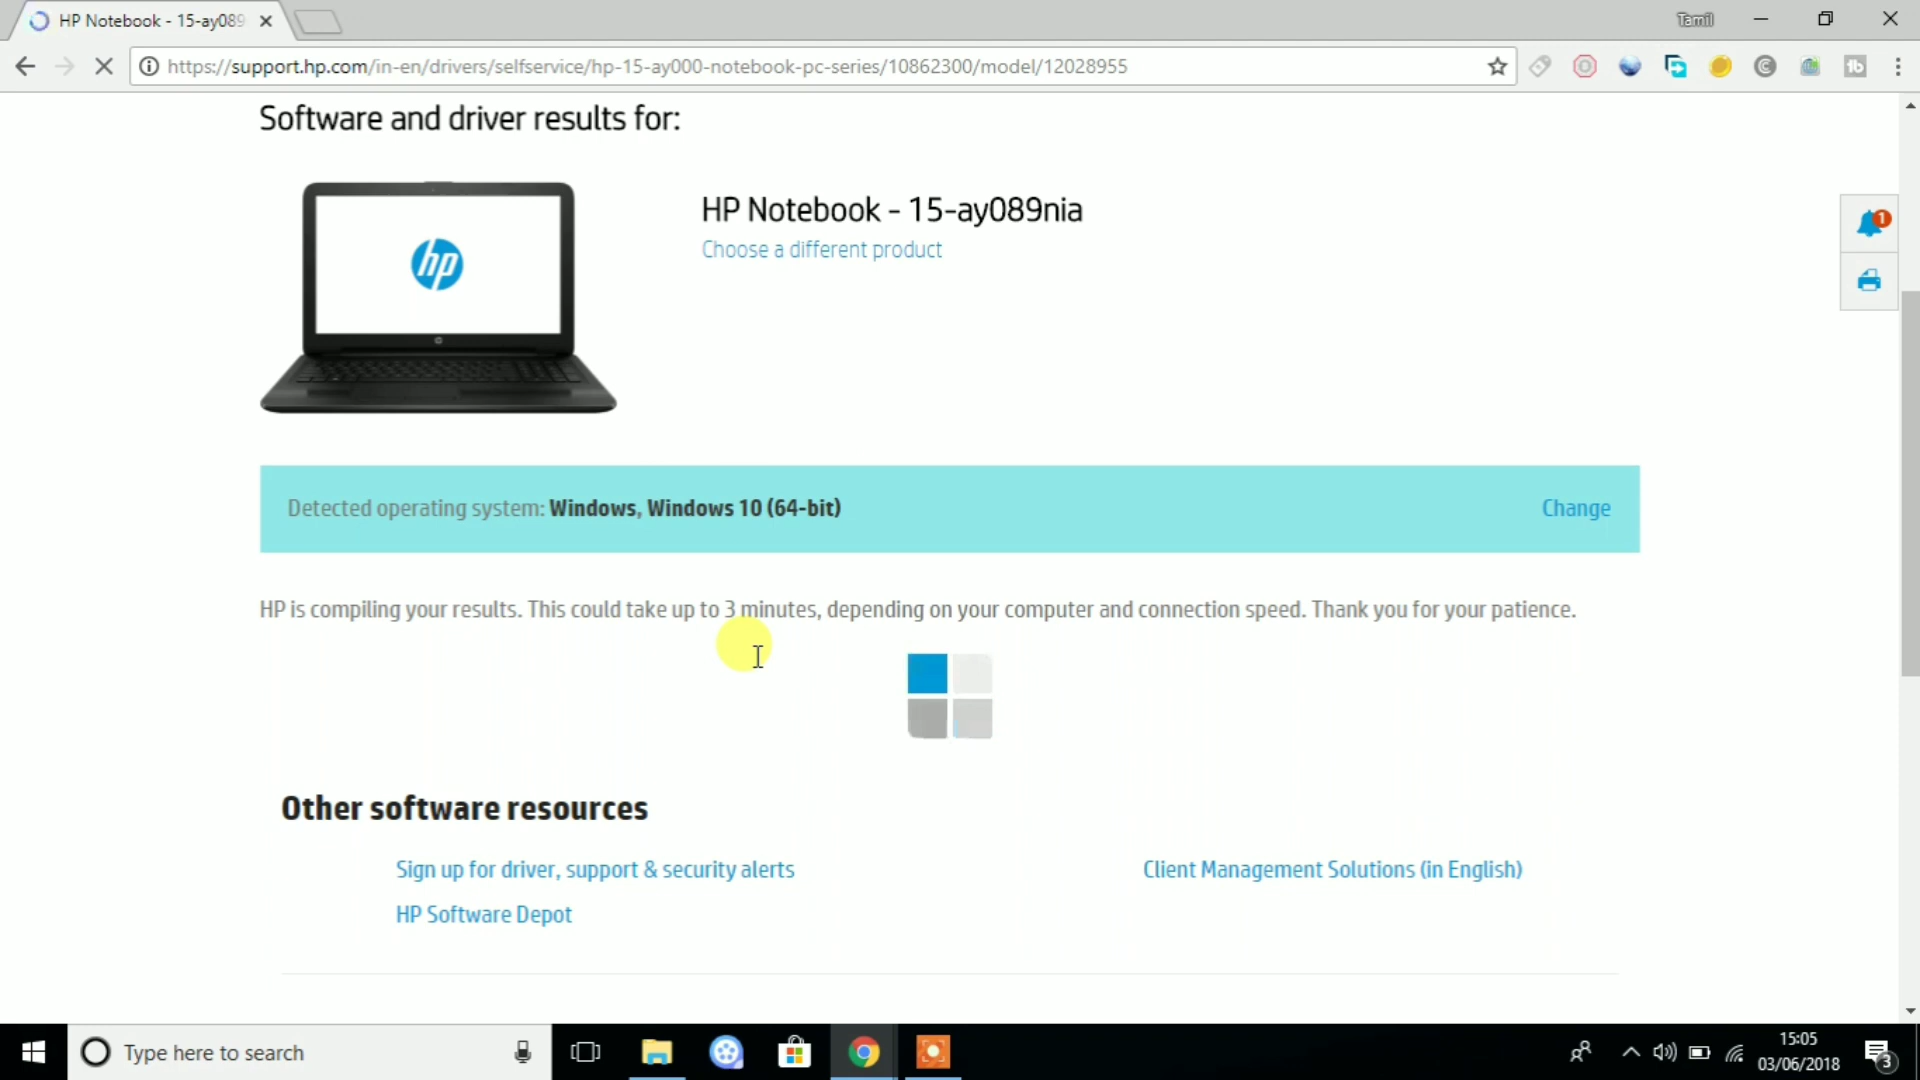 HP Notebook - 15-ay089
Tamil
https://support.hp.com/in-en/drivers/selfservice/hp-15-ay000-notebook-pc-series/10862300/model/12028955
Software and driver results for:
hp
HP Notebook - 15-ay089nia
Choose a different product
1
Detected operating system: Windows, Windows 10 (64-bit)
Change
HP is compiling your results. This could take up to 3 minutes, depending on your computer and connection speed. Thank you for your patience.
Other software resources
Sign up for driver, support & security alerts
Client Management Solutions (in English)
HP Software Depot
Type here to search
15:05
03/06/2018
3